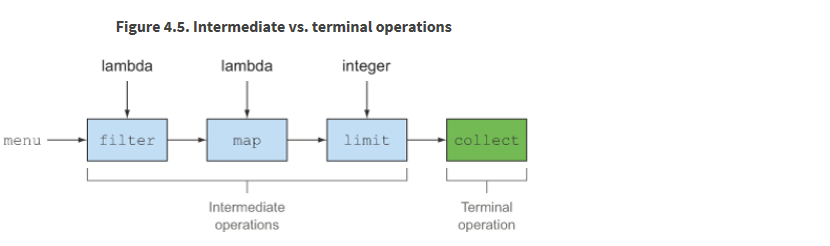 Figure 4.5. Intermediate vs. terminal operations
lambda lambda integer
menu filter map limit collect
Intermediate operations
Terminal operation